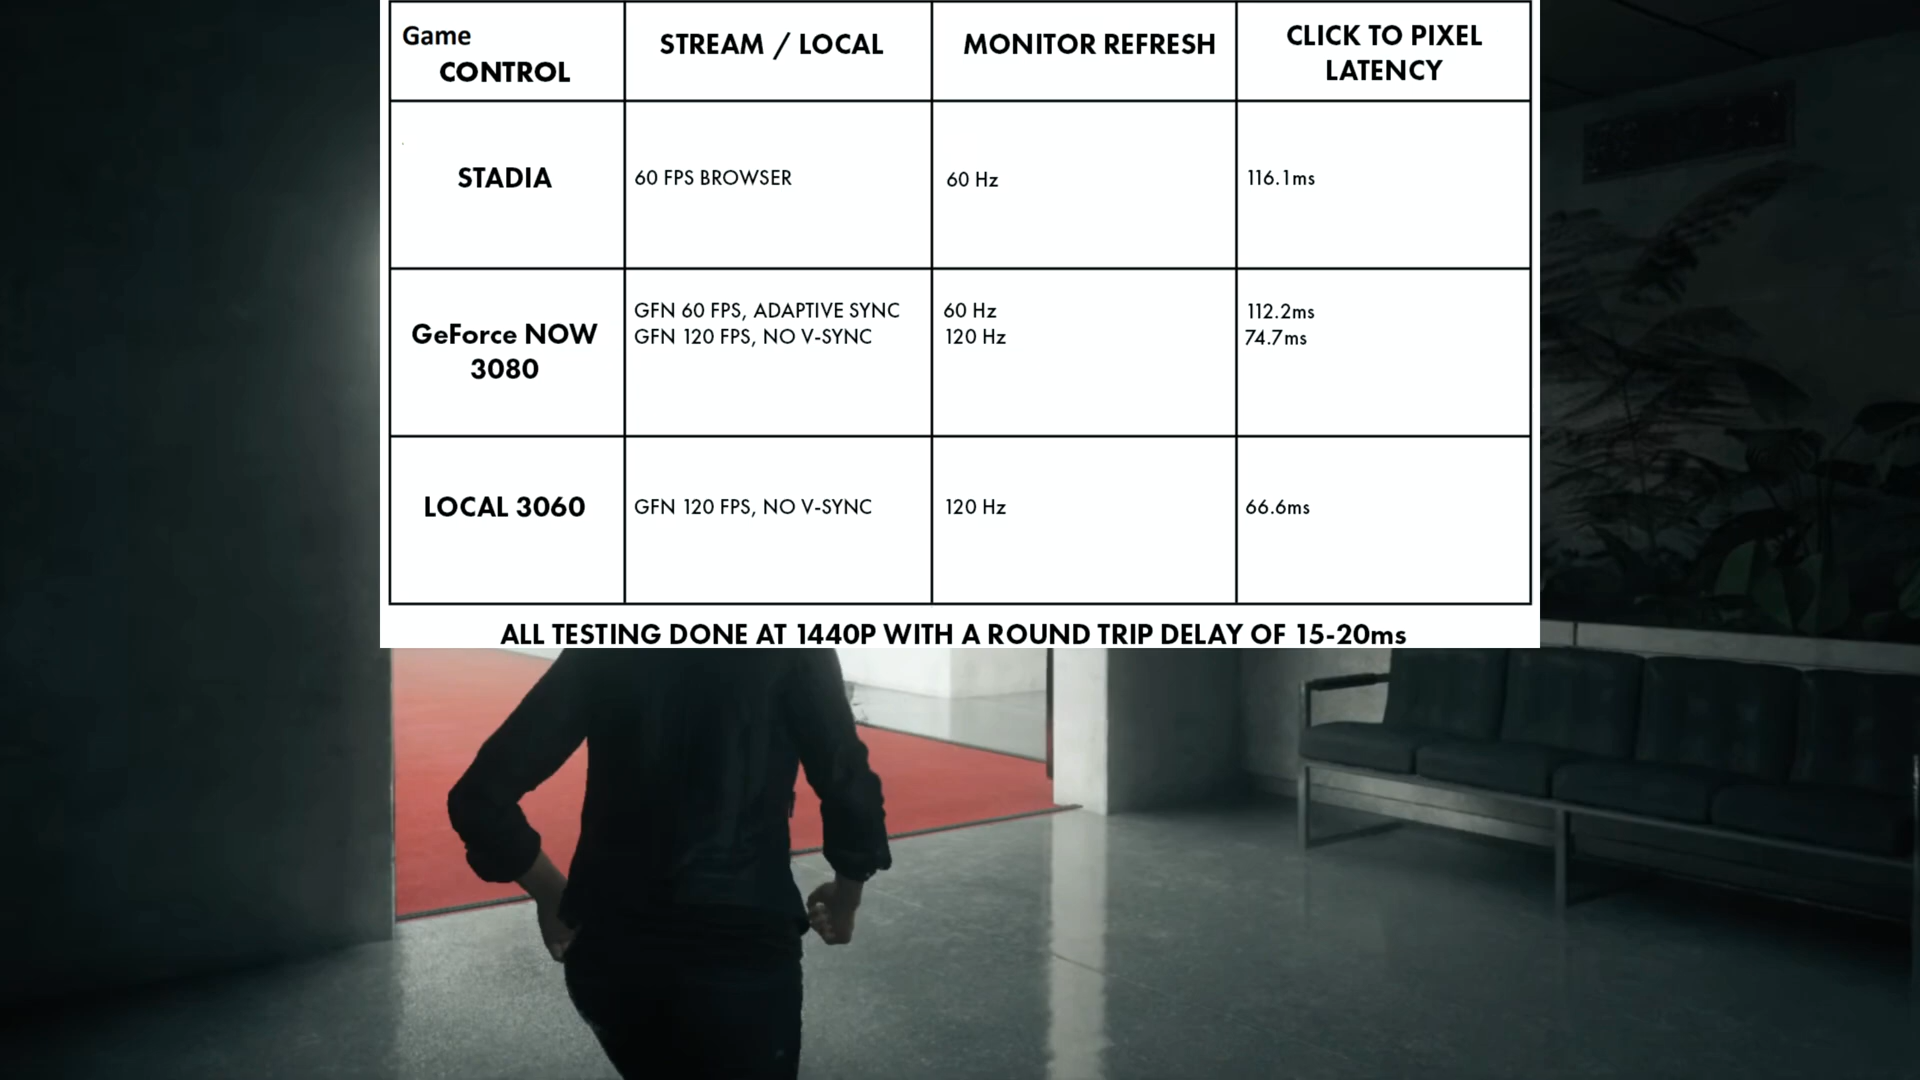 Game
CONTROL
STREAM / LOCAL
MONITOR REFRESH
CLICK TO PIXEL
LATENCY
STADIA
60 FPS BROWSER
60 Hz
116.1ms
GeForce NOW
3080
GFN 60 FPS, ADAPTIVE SYNC
60 Hz
112.2ms
GFN 120 FPS, NO V-SYNC
120 Hz
74.7ms
LOCAL 3060
GFN 120 FPS, NO V-SYNC
120 Hz
66.6ms
ALL TESTING DONE AT 1440P WITH A ROUND TRIP DELAY OF 15-20ms